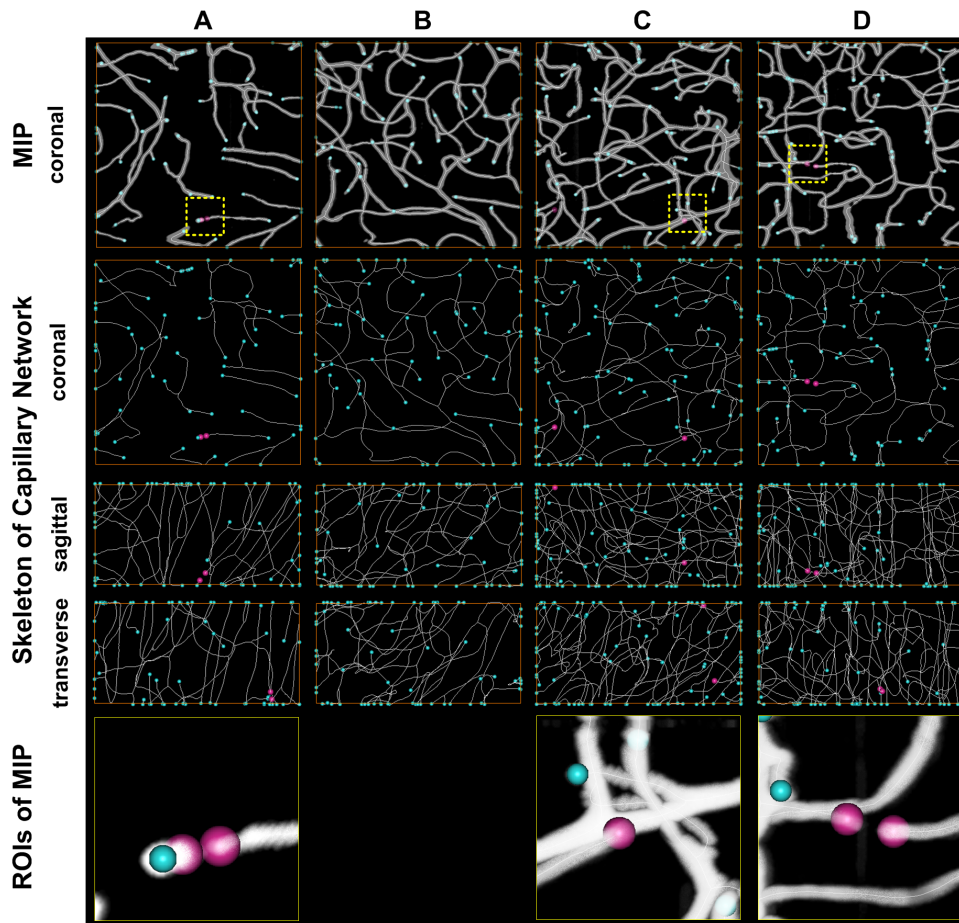 A B C D
MIP
coronal
Skeleton of Capillary Network
coronal
sagittal
transverse
ROIs of MIP